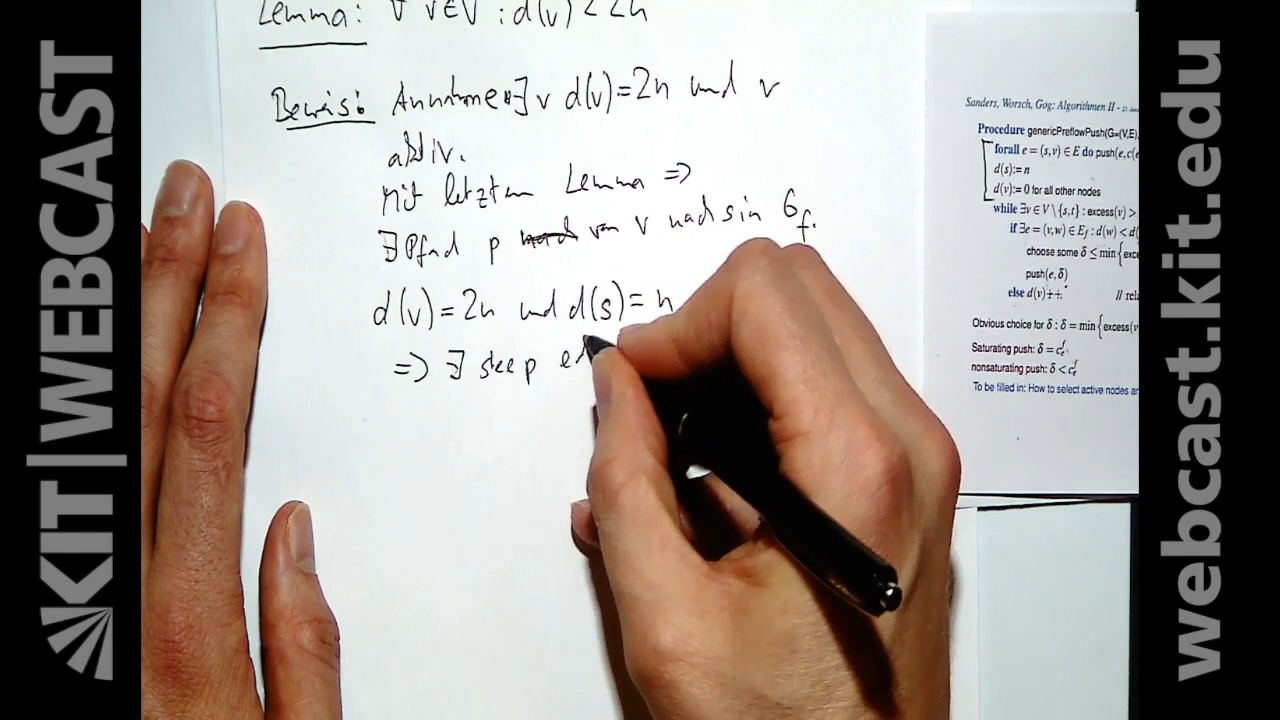 KIT|WEBCAST
Lemma: ∀ v∈V : d(v) < 2n
Beweis: Annahme ∃ v d(v)=2n und v
aktiv.
Mit letztem Lemma ⇒
∃ Pfad p nach von v nach s in G_f.
d(v) = 2n und d(s) = n
⇒ ∃ steep e
Sanders, Worsch, Gog: Algorithmen II -
Procedure genericPreflowPush(G=(V,E),
forall e = (s,v) ∈ E do push(e, c(e
d(s):= n
d(v):= 0 for all other nodes
while ∃v ∈ V \ {s,t} : excess(v) >
if ∃e = (v,w) ∈ E_f : d(w) < d(
choose some δ ≤ min { exce
push(e,δ)
else d(v)++. // rela
Obvious choice for δ : δ = min { excess(v
Saturating push: δ = c_e^f.
nonsaturating push: δ < c_e^f
To be filled in: How to select active nodes a
webcast.kit.edu